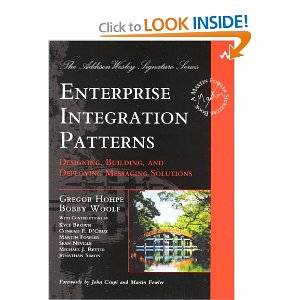 Click to LOOK INSIDE!
The Addison Wesley Signature Series
ENTERPRISE
INTEGRATION
PATTERNS
DESIGNING, BUILDING, AND
DEPLOYING MESSAGING SOLUTIONS
GREGOR HOHPE
BOBBY WOOLF
WITH CONTRIBUTIONS BY
KYLE BROWN
CONRAD F. D'CRUZ
MARTIN FOWLER
SEAN NEVILLE
MICHAEL J. RETTIG
JONATHAN SIMON
Forewords by John Crupi and Martin Fowler
A MARTIN FOWLER SIGNATURE BOOK